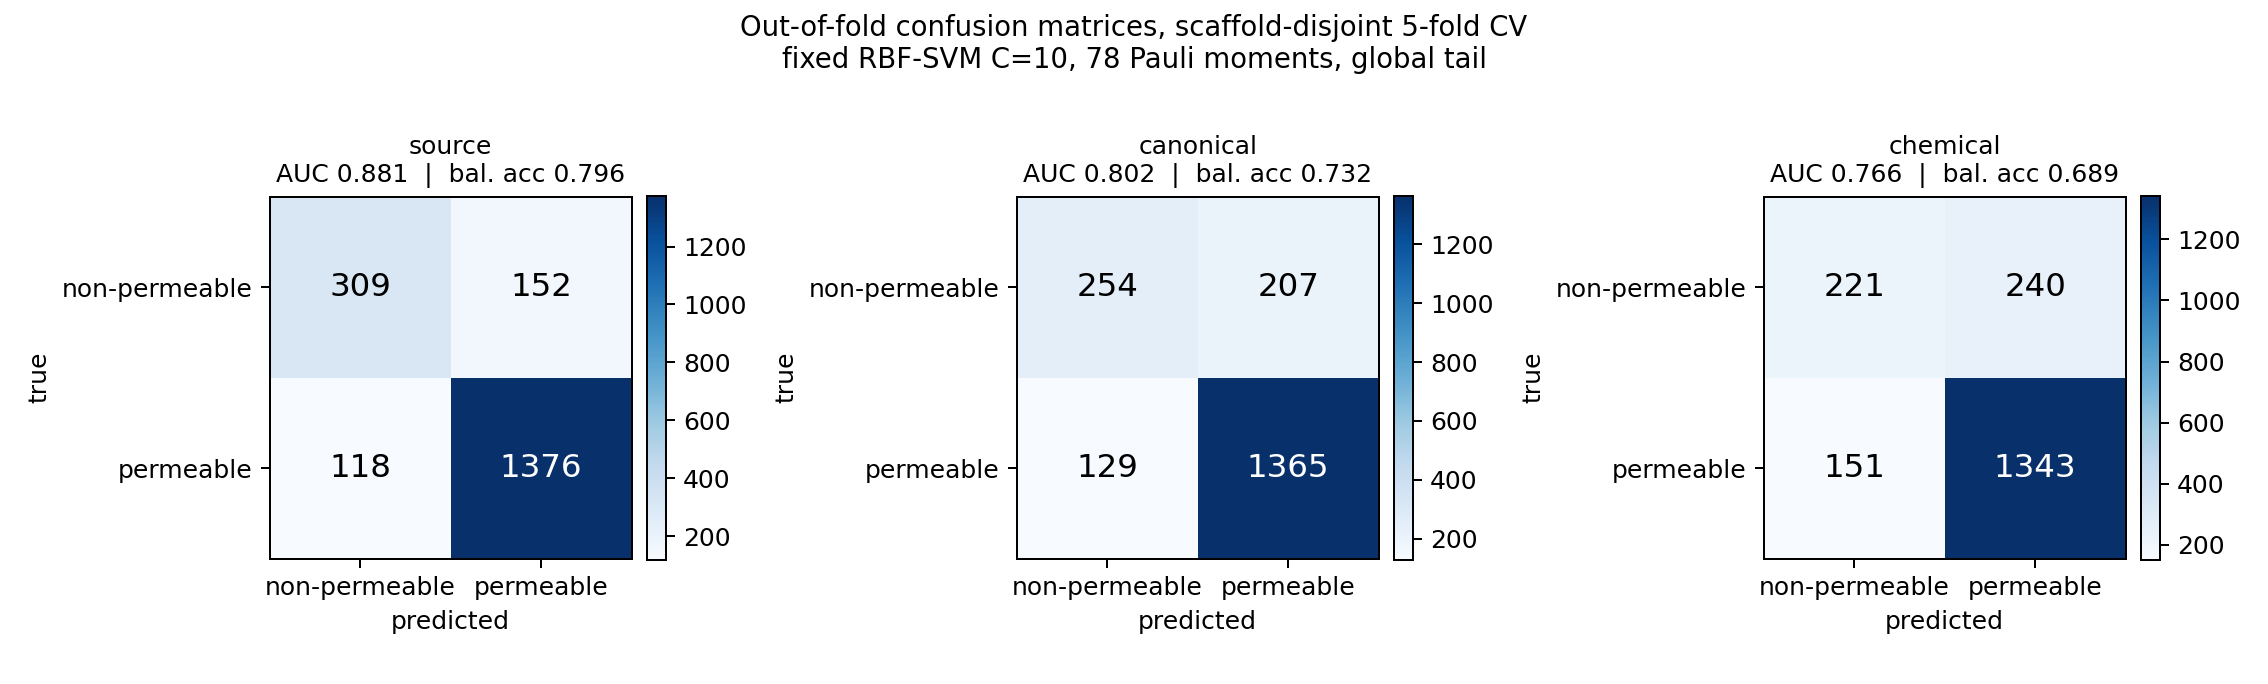 Out-of-fold confusion matrices, scaffold-disjoint 5-fold CV
fixed RBF-SVM C=10, 78 Pauli moments, global tail
source
AUC 0.881 | bal. acc 0.796
true
non-permeable
permeable
309
152
118
1376
non-permeable
permeable
predicted
1200
1000
800
600
400
200
canonical
AUC 0.802 | bal. acc 0.732
true
non-permeable
permeable
254
207
129
1365
non-permeable
permeable
predicted
1200
1000
800
600
400
200
chemical
AUC 0.766 | bal. acc 0.689
true
non-permeable
permeable
221
240
151
1343
non-permeable
permeable
predicted
1200
1000
800
600
400
200